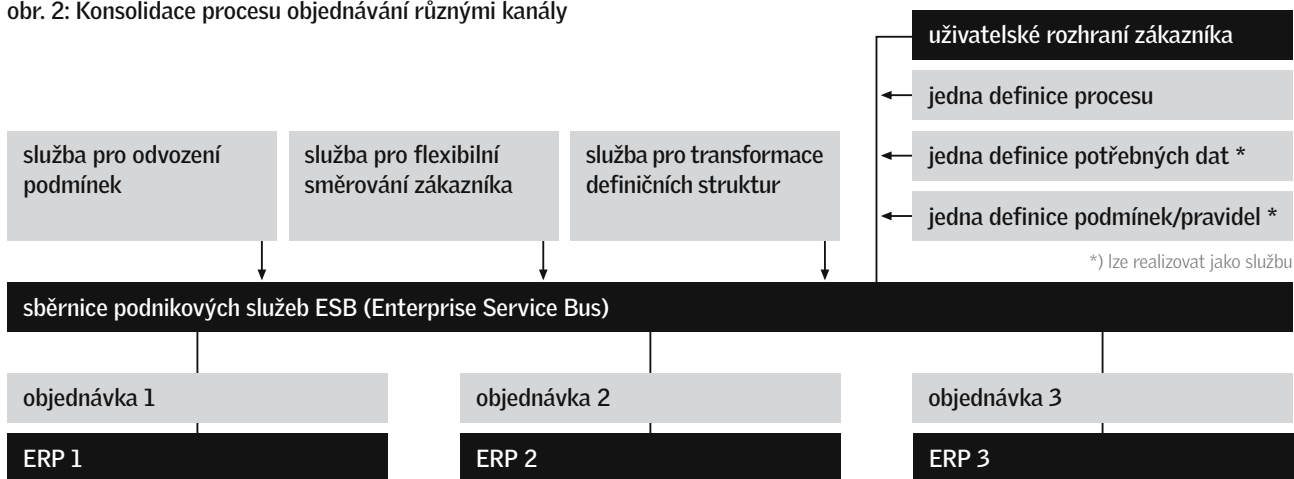 obr. 2: Konsolidace procesu objednávání různými kanály
uživatelské rozhraní zákazníka
jedna definice procesu
jedna definice potřebných dat *
jedna definice podmínek/pravidel *
*) lze realizovat jako službu
služba pro odvození
podmínek
služba pro flexibilní
směrování zákazníka
služba pro transformace
definičních struktur
sběrnice podnikových služeb ESB (Enterprise Service Bus)
objednávka 1
ERP 1
objednávka 2
ERP 2
objednávka 3
ERP 3